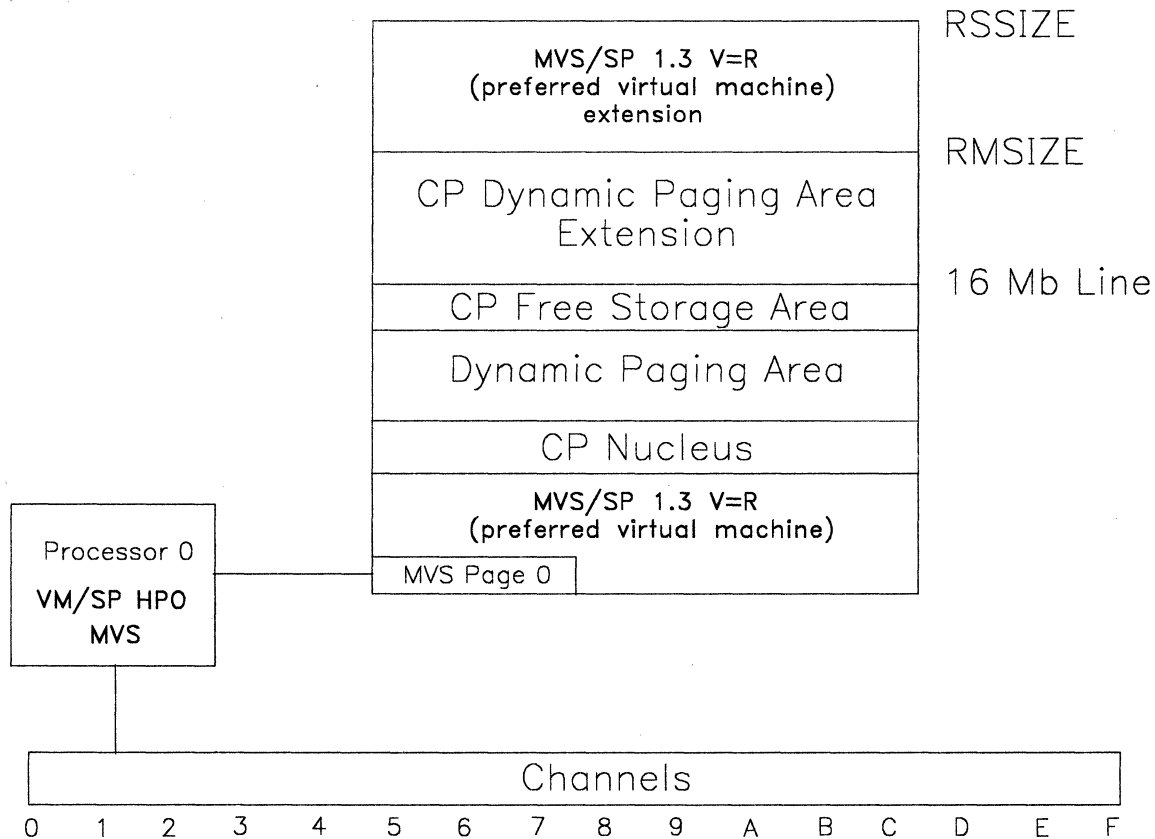 RSSIZE
MVS/SP 1.3 V=R
(preferred virtual machine)
extension
RMSIZE
CP Dynamic Paging Area
Extension
16 Mb Line
CP Free Storage Area
Dynamic Paging Area
CP Nucleus
MVS/SP 1.3 V=R
(preferred virtual machine)
MVS Page 0
Processor 0
VM/SP HPO
MVS
Channels
0 1 2 3 4 5 6 7 8 9 A B C D E F